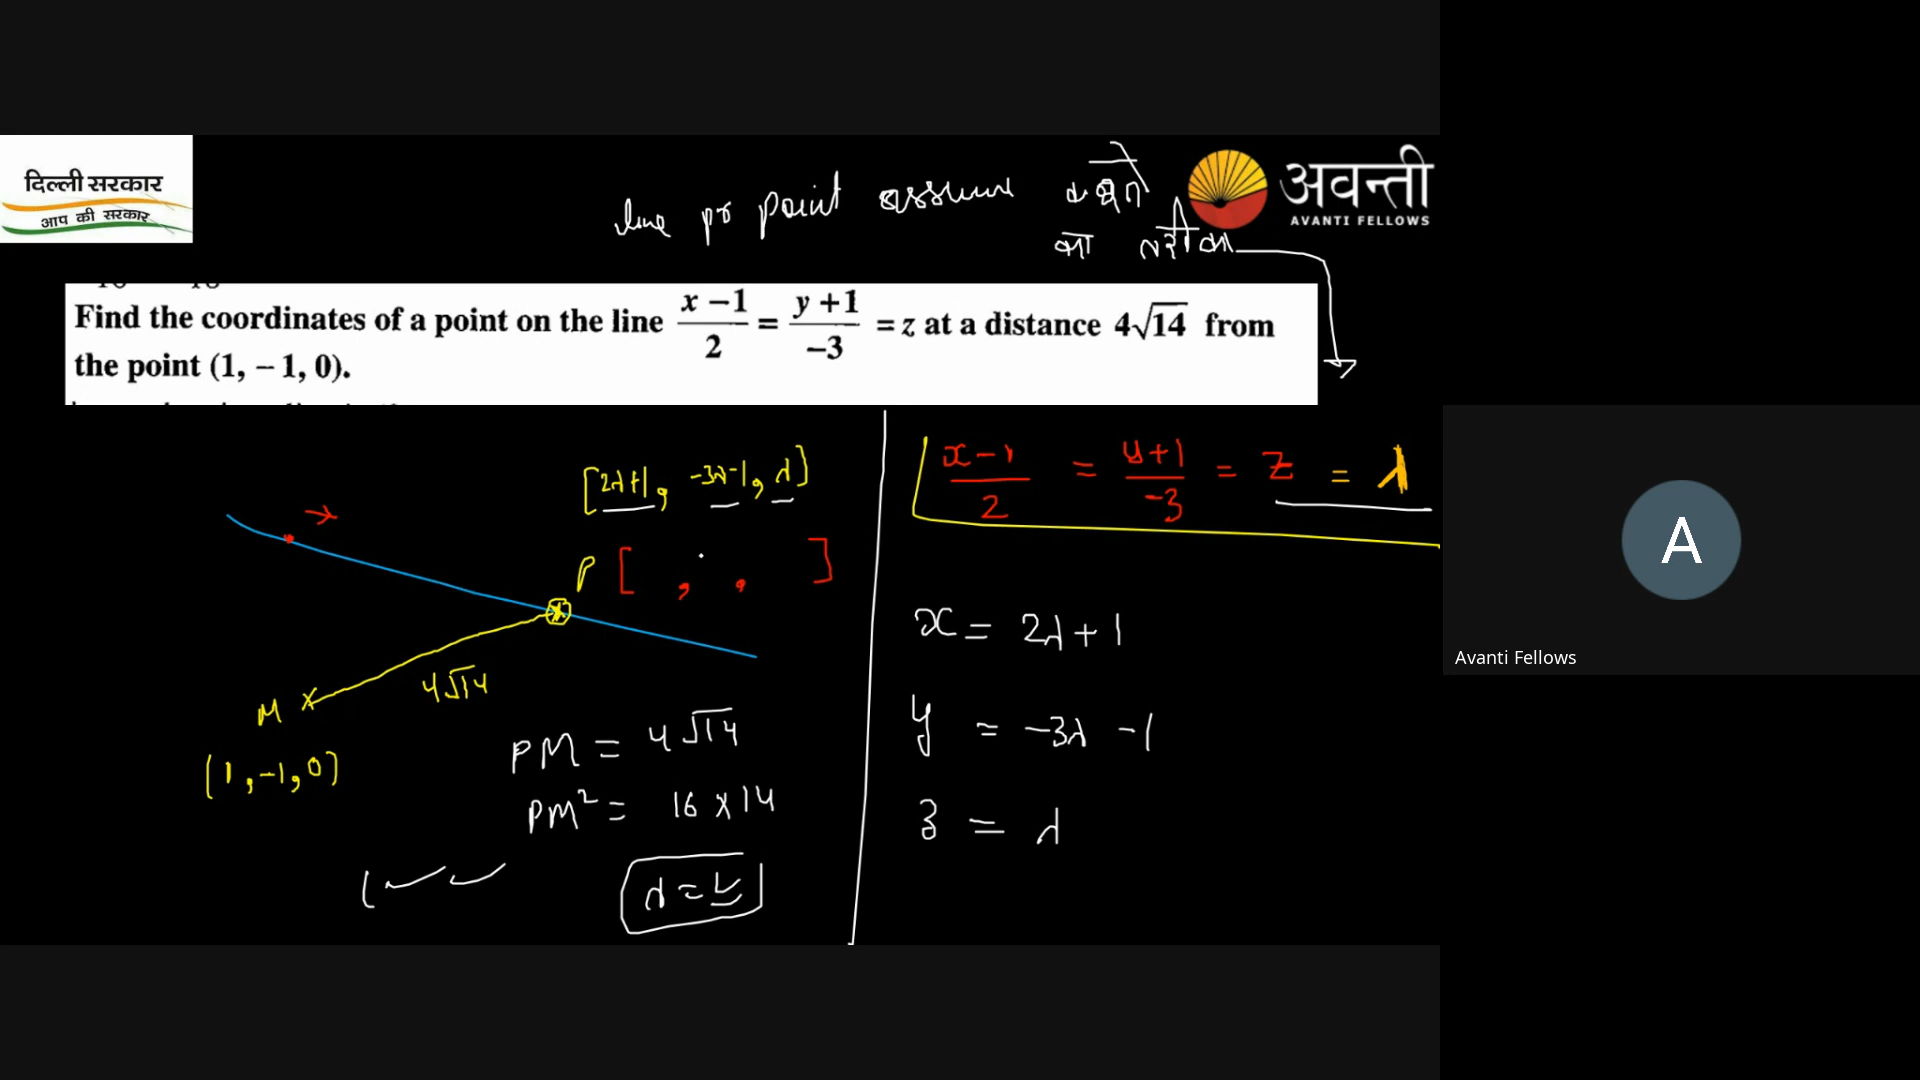 दिल्ली सरकार
आप की सरकार
line pr point assume करने
का तरीका
अवन्ती
AVANTI FELLOWS
Find the coordinates of a point on the line (x – 1)/2 = (y + 1)/–3 = z at a distance 4√14 from
the point (1, – 1, 0).
[2λ+1, -3λ-1, λ]
P [ , , ]
4√14
M
(1, -1, 0)
PM = 4√14
PM² = 16 × 14
(x-1)/2 = (y+1)/-3 = z = λ
x = 2λ + 1
y = -3λ - 1
z = λ
A
Avanti Fellows